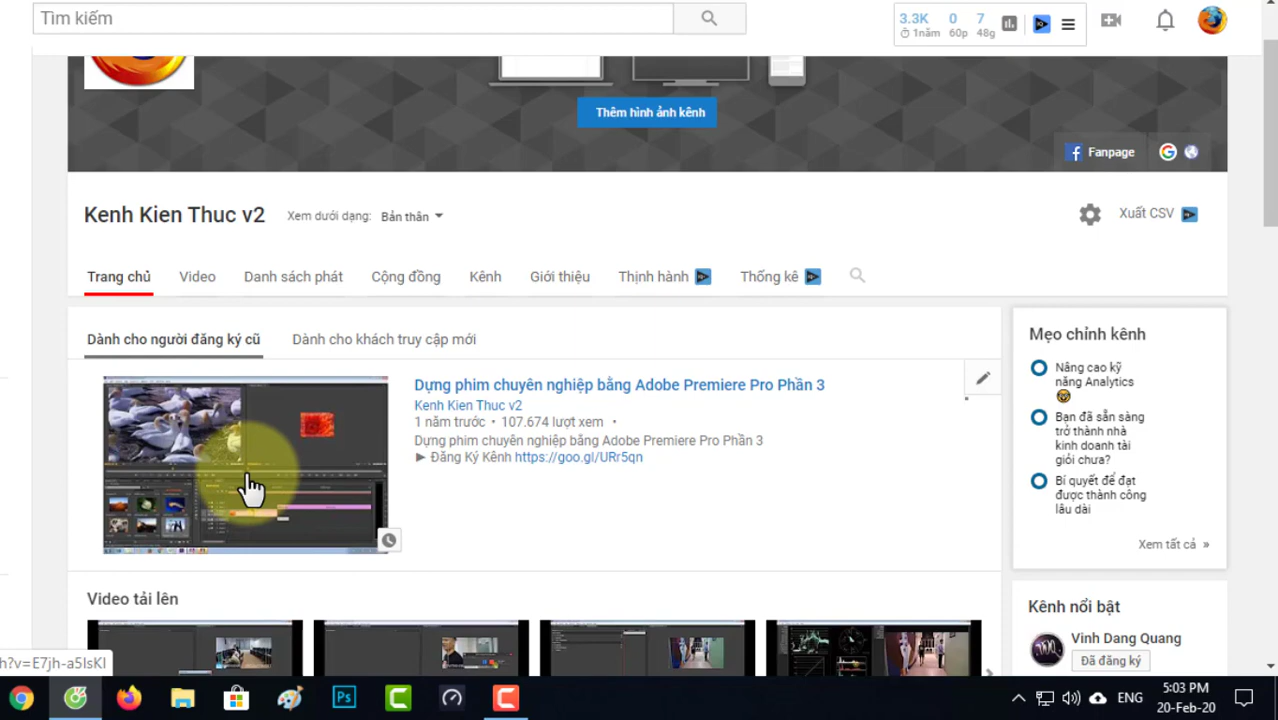 Tìm kiếm
3.3K 0 7
1năm 60p 48g
Thêm hình ảnh kênh
Fanpage
Kenh Kien Thuc v2
Xem dưới dạng: Bản thân
Xuất CSV
Trang chủ Video Danh sách phát Cộng đồng Kênh Giới thiệu Thịnh hành Thống kê
Dành cho người đăng ký cũ Dành cho khách truy cập mới
Dựng phim chuyên nghiệp bằng Adobe Premiere Pro Phần 3
Kenh Kien Thuc v2
1 năm trước • 107.674 lượt xem •
Dựng phim chuyên nghiệp bằng Adobe Premiere Pro Phần 3
► Đăng Ký Kênh https://goo.gl/URr5qn
Mẹo chỉnh kênh
Nâng cao kỹ
năng Analytics
Bạn đã sẵn sàng
trở thành nhà
kinh doanh tài
giỏi chưa?
Bí quyết để đạt
được thành công
lâu dài
Xem tất cả »
Video tải lên
Kênh nổi bật
Vinh Dang Quang
Đã đăng ký
h?v=E7jh-a5IsKI
Ps
ENG
5:03 PM
20-Feb-20